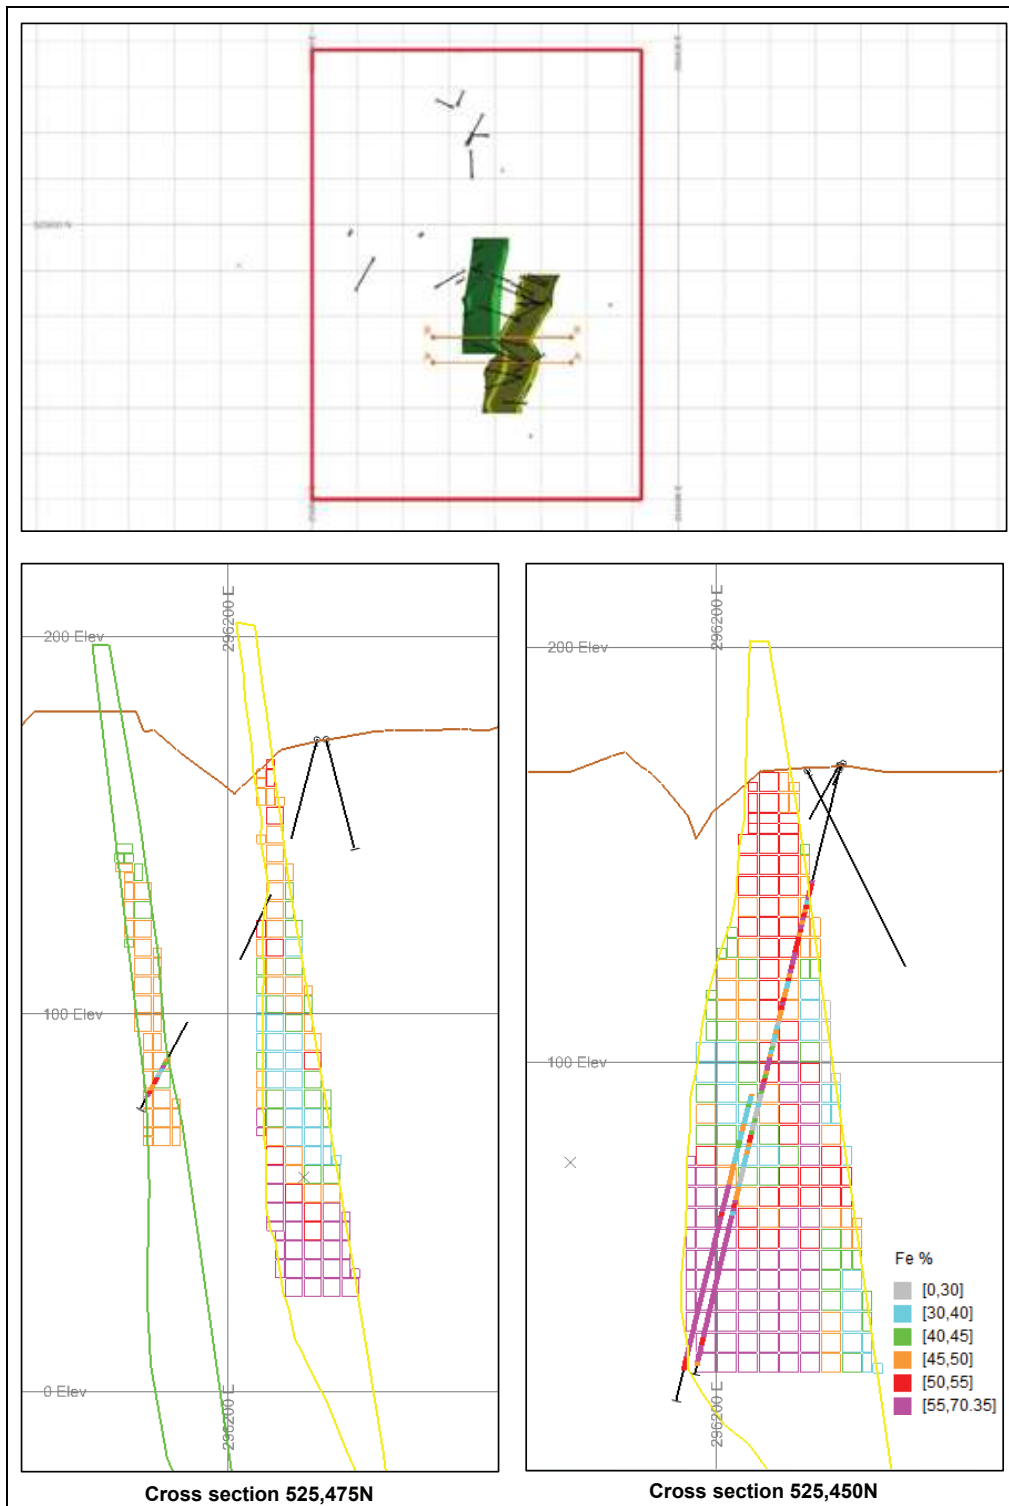 200 Elev
296200 E
100 Elev
0 Elev
296200 E
Cross section 525,475N
200 Elev
296200 E
100 Elev
296200 E
Fe %
[0,30]
[30,40]
[40,45]
[45,50]
[50,55]
[55,70.35]
Cross section 525,450N